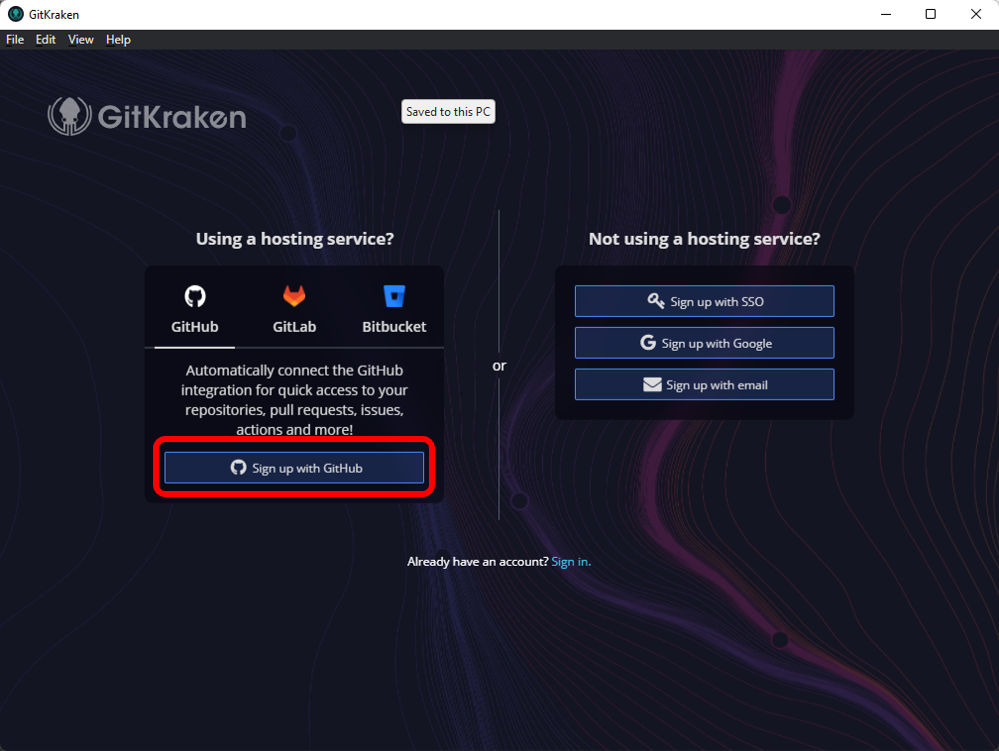 GitKraken
File Edit View Help
GitKraken
Saved to this PC
Using a hosting service?
GitHub GitLab Bitbucket
Automatically connect the GitHub
integration for quick access to your
repositories, pull requests, issues,
actions and more!
Sign up with GitHub
or
Not using a hosting service?
Sign up with SSO
Sign up with Google
Sign up with email
Already have an account? Sign in.